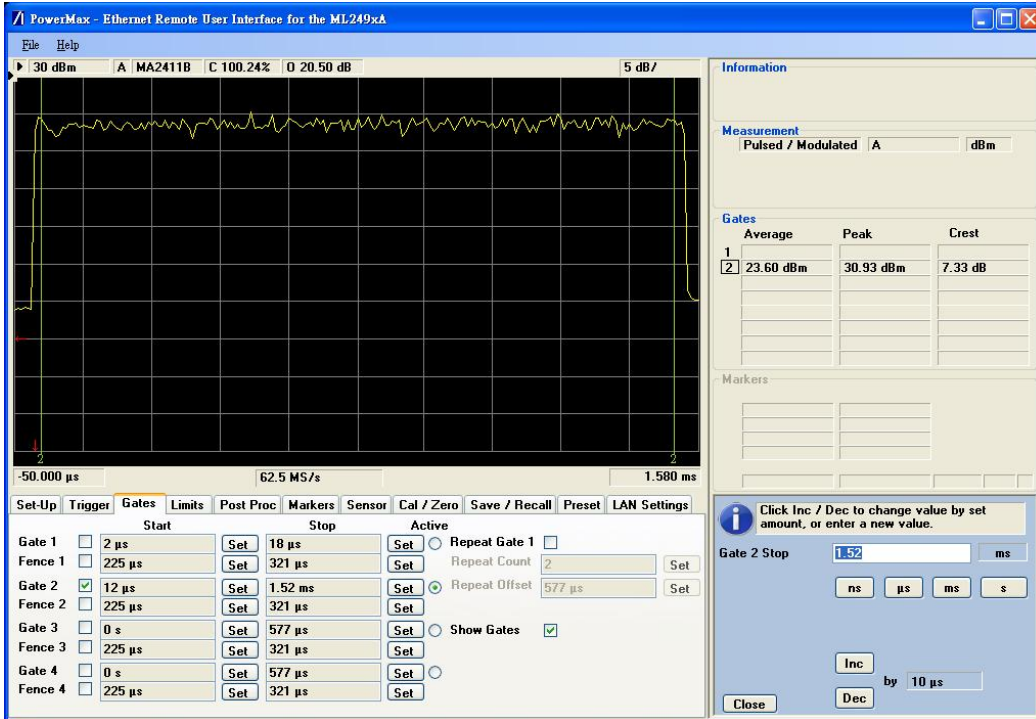 PowerMax - Ethernet Remote User Interface for the ML249xA
File Help
30 dBm A MA2411B C 100.24% O 20.50 dB 5 dB/
2 2
-50.000 µs 62.5 MS/s 1.580 ms
Set-Up Trigger Gates Limits Post Proc Markers Sensor Cal / Zero Save / Recall Preset LAN Settings
Start Stop Active
Gate 1 2 µs Set 18 µs Set Repeat Gate 1
Fence 1 225 µs Set 321 µs Set Repeat Count 2 Set
Gate 2 12 µs Set 1.52 ms Set Repeat Offset 577 µs Set
Fence 2 225 µs Set 321 µs Set
Gate 3 0 s Set 577 µs Set Show Gates
Fence 3 225 µs Set 321 µs Set
Gate 4 0 s Set 577 µs Set
Fence 4 225 µs Set 321 µs Set
Information
Measurement
Pulsed / Modulated A dBm
Gates
Average Peak Crest
1
2 23.60 dBm 30.93 dBm 7.33 dB
Markers
Click Inc / Dec to change value by set
amount, or enter a new value.
Gate 2 Stop 1.52 ms
ns µs ms s
Inc
by 10 µs
Close Dec